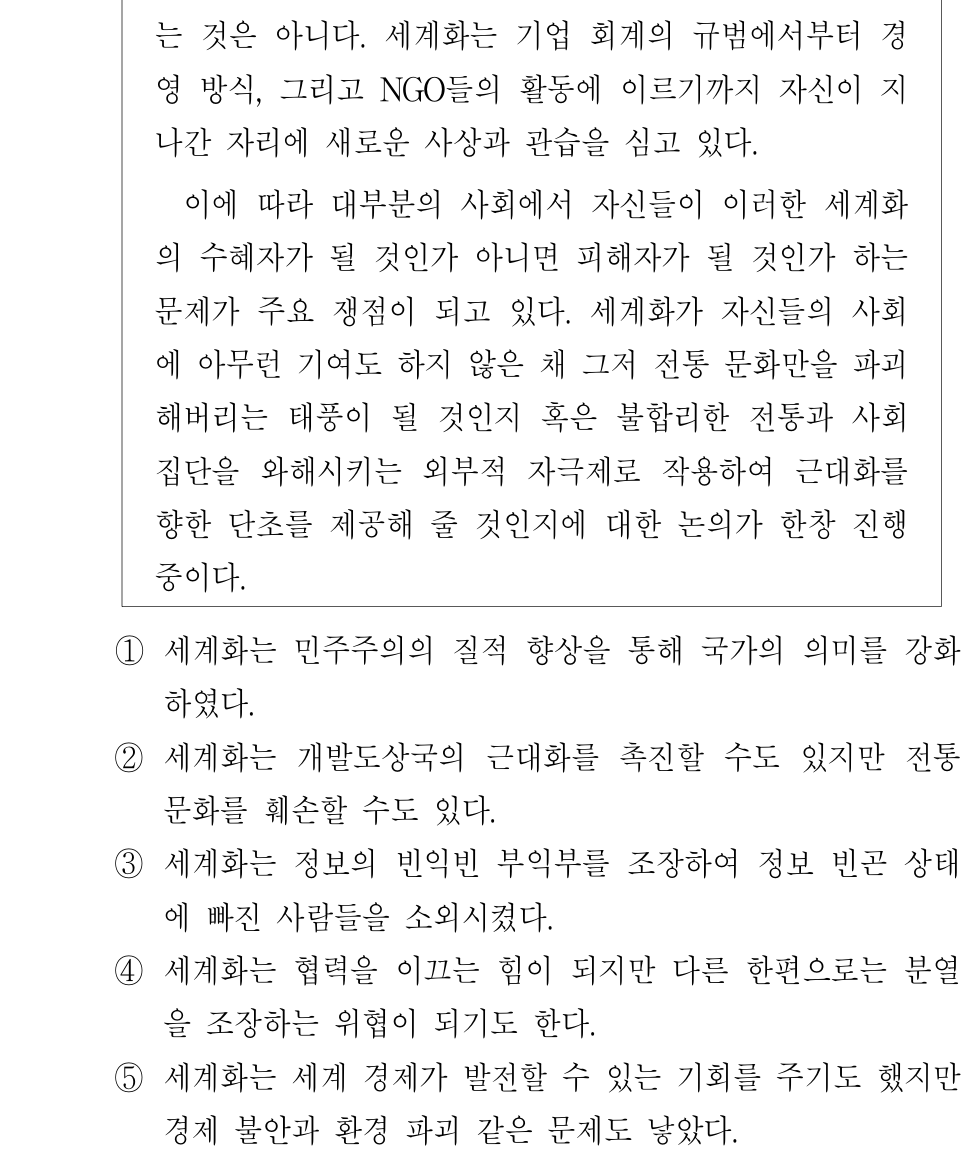 는 것은 아니다. 세계화는 기업 회계의 규범에서부터 경
영 방식, 그리고 NGO들의 활동에 이르기까지 자신이 지
나간 자리에 새로운 사상과 관습을 심고 있다.
이에 따라 대부분의 사회에서 자신들이 이러한 세계화
의 수혜자가 될 것인가 아니면 피해자가 될 것인가 하는
문제가 주요 쟁점이 되고 있다. 세계화가 자신들의 사회
에 아무런 기여도 하지 않은 채 그저 전통 문화만을 파괴
해버리는 태풍이 될 것인지 혹은 불합리한 전통과 사회
집단을 와해시키는 외부적 자극제로 작용하여 근대화를
향한 단초를 제공해 줄 것인지에 대한 논의가 한창 진행
중이다.
① 세계화는 민주주의의 질적 향상을 통해 국가의 의미를 강화
하였다.
② 세계화는 개발도상국의 근대화를 촉진할 수도 있지만 전통
문화를 훼손할 수도 있다.
③ 세계화는 정보의 빈익빈 부익부를 조장하여 정보 빈곤 상태
에 빠진 사람들을 소외시켰다.
④ 세계화는 협력을 이끄는 힘이 되지만 다른 한편으로는 분열
을 조장하는 위협이 되기도 한다.
⑤ 세계화는 세계 경제가 발전할 수 있는 기회를 주기도 했지만
경제 불안과 환경 파괴 같은 문제도 낳았다.